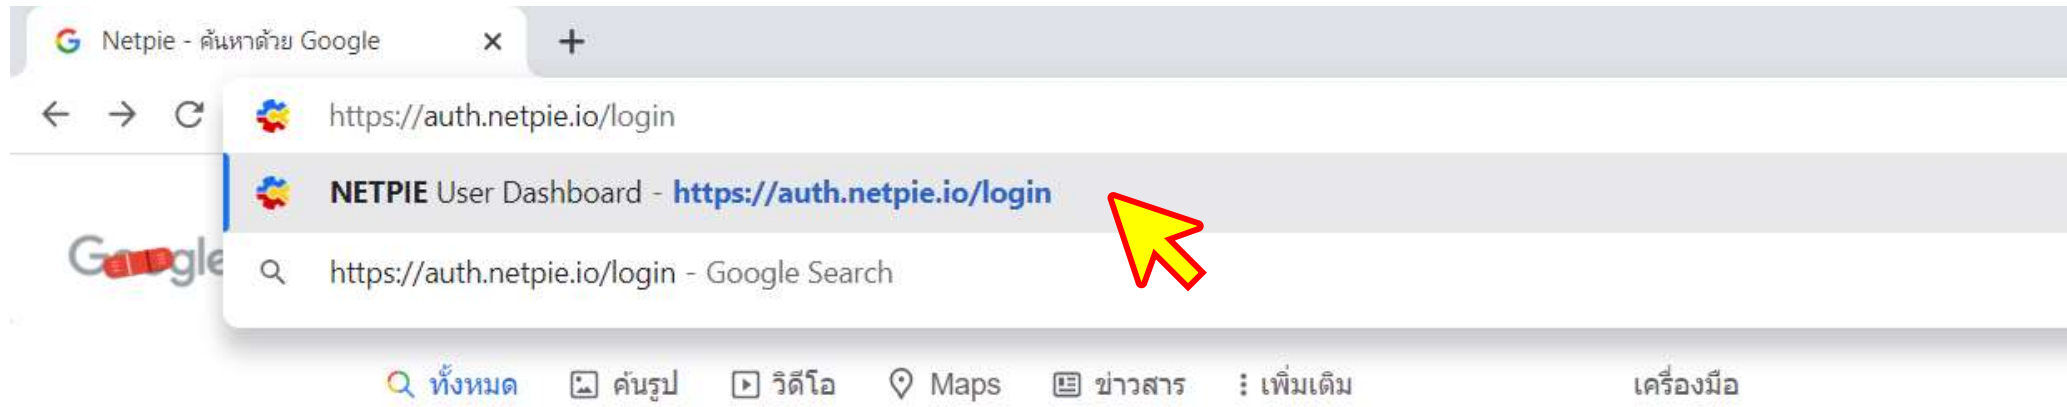 Netpie - ค้นหาด้วย Google
https://auth.netpie.io/login
NETPIE User Dashboard - https://auth.netpie.io/login
Google
https://auth.netpie.io/login - Google Search
ทั้งหมด ค้นรูป วิดีโอ Maps ข่าวสาร เพิ่มเติม เครื่องมือ